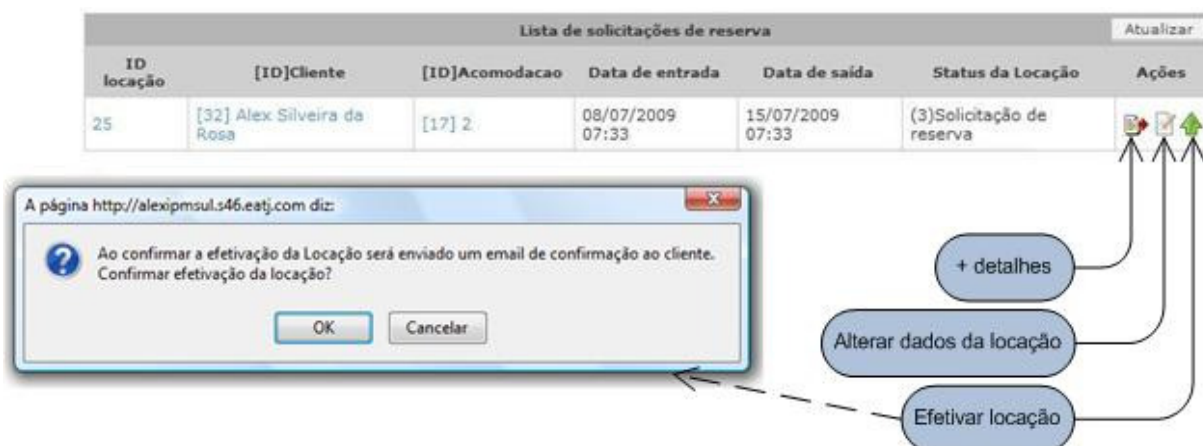 Lista de solicitações de reserva
Atualizar
ID locação
[ID]Cliente
[ID]Acomodacao
Data de entrada
Data de saída
Status da Locação
Ações
25
[32] Alex Silveira da
Rosa
[17] 2
08/07/2009
07:33
15/07/2009
07:33
(3)Solicitação de
reserva
A página http://alexipmsul.s46.eatj.com diz:
Ao confirmar a efetivação da Locação será enviado um email de confirmação ao cliente.
Confirmar efetivação da locação?
OK
Cancelar
+ detalhes
Alterar dados da locação
Efetivar locação